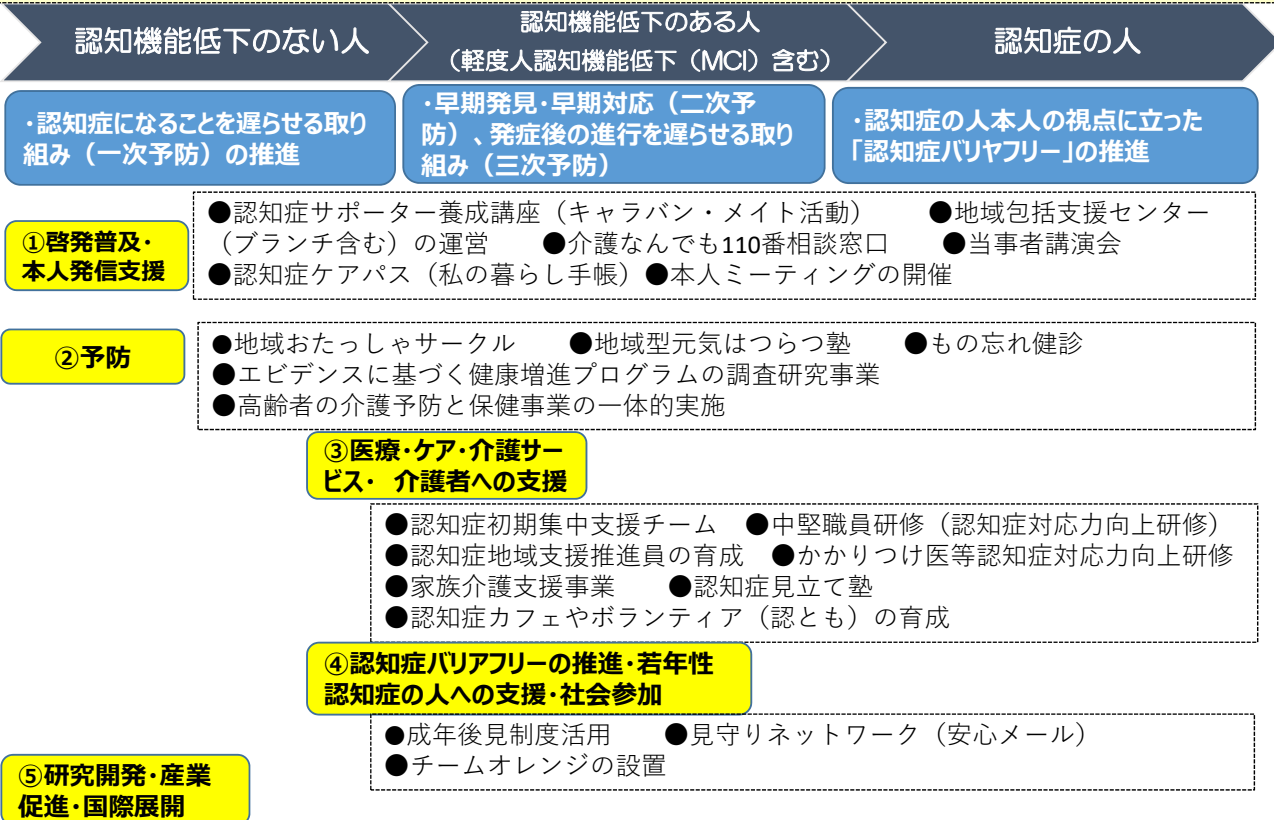 認知機能低下のない人
認知機能低下のある人
（軽度人認知機能低下（MCI）含む）
認知症の人
・認知症になることを遅らせる取り
組み（一次予防）の推進
・早期発見・早期対応（二次予
防）、発症後の進行を遅らせる取り
組み（三次予防）
・認知症の人本人の視点に立った
「認知症バリヤフリー」の推進
①啓発普及・
本人発信支援
●認知症サポーター養成講座（キャラバン・メイト活動）　●地域包括支援センター
（ブランチ含む）の運営　●介護なんでも110番相談窓口　●当事者講演会
●認知症ケアパス（私の暮らし手帳）●本人ミーティングの開催
②予防
●地域おたっしゃサークル　●地域型元気はつらつ塾　●もの忘れ健診
●エビデンスに基づく健康増進プログラムの調査研究事業
●高齢者の介護予防と保健事業の一体的実施
③医療・ケア・介護サー
ビス・ 介護者への支援
●認知症初期集中支援チーム　●中堅職員研修（認知症対応力向上研修）
●認知症地域支援推進員の育成　●かかりつけ医等認知症対応力向上研修
●家族介護支援事業　●認知症見立て塾
●認知症カフェやボランティア（認とも）の育成
④認知症バリアフリーの推進・若年性
認知症の人への支援・社会参加
●成年後見制度活用　●見守りネットワーク（安心メール）
●チームオレンジの設置
⑤研究開発・産業
促進・国際展開